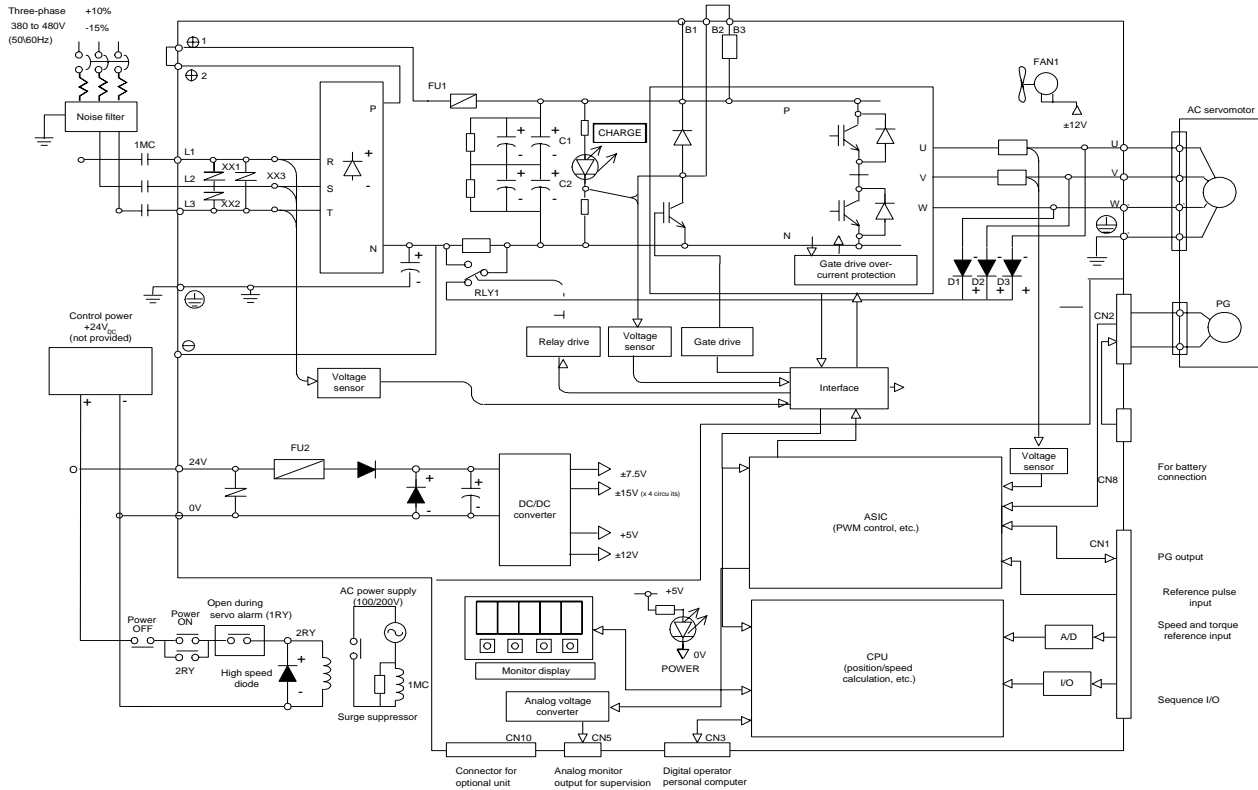 Three-phase +10%
380 to 480V -15%
(50\60Hz)
Noise filter
1MC
1
2
L1
L2
L3
XX1
XX2
XX3
P
R
S
T
N
+
-
FU1
C1
C2
+
-
+
-
+
-
+
-
CHARGE
B1
B2
B3
P
N
U
V
W
Gate drive over-
current protection
FAN1
±12V
AC servomotor
U
V
W
D1
D2
D3
-
-
-
+
+
+
RLY1
+
-
Control power
+24V DC
(not provided)
+
-
Relay drive
Voltage
sensor
Gate drive
Interface
Voltage
sensor
CN2
PG
24V
0V
FU2
+
-
+
-
DC/DC
converter
±7.5V
±15V (x 4 circu its)
+5V
±12V
ASIC
(PWM control, etc.)
Voltage
sensor
CN8
For battery
connection
CN1
PG output
Reference pulse
input
Speed and torque
reference input
A/D
I/O
Sequence I/O
CPU
(position/speed
calculation, etc.)
Power
OFF
Power
ON
Open during
servo alarm (1RY)
2RY
2RY
High speed
diode
+
-
AC power supply
(100/200V)
1MC
Surge suppressor
Monitor display
+5V
0V
POWER
Analog voltage
converter
CN10
CN5
CN3
Connector for
optional unit
Analog monitor
output for supervision
Digital operator
personal computer